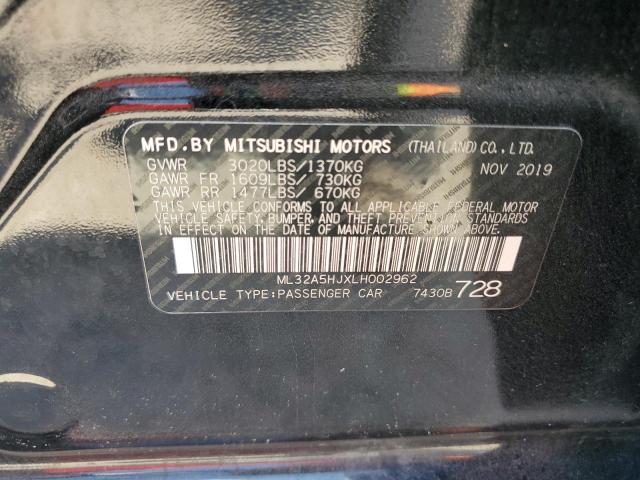 MFD.BY MITSUBISHI MOTORS (THAILAND) CO., LTD.
GVWR 3020LBS/1370KG NOV 2019
GAWR FR 1609LBS/ 730KG
GAWR RR 1477LBS/ 670KG
THIS VEHICLE CONFORMS TO ALL APPLICABLE FEDERAL MOTOR
VEHICLE SAFETY, BUMPER, AND THEFT PREVENTION STANDARDS
IN EFFECT ON THE DATE OF MANUFACTURE SHOWN ABOVE.
ML32A5HJXLH002962
VEHICLE TYPE:PASSENGER CAR 7430B 728